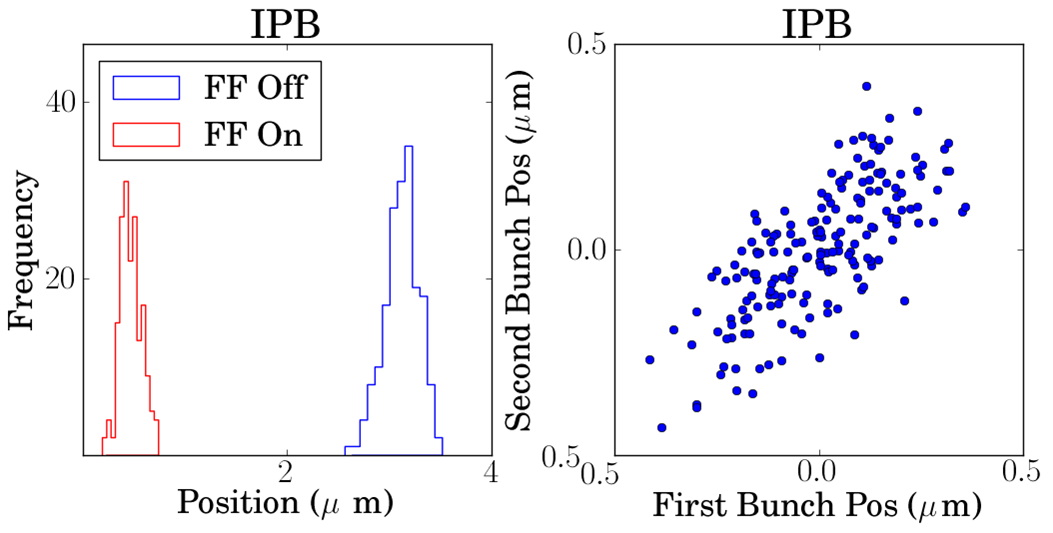 IPB
Frequency
40
20
FF Off
FF On
2
4
Position (μ m)
IPB
Second Bunch Pos (μm)
0.5
0.0
0.5
0.5
0.0
0.5
First Bunch Pos (μm)